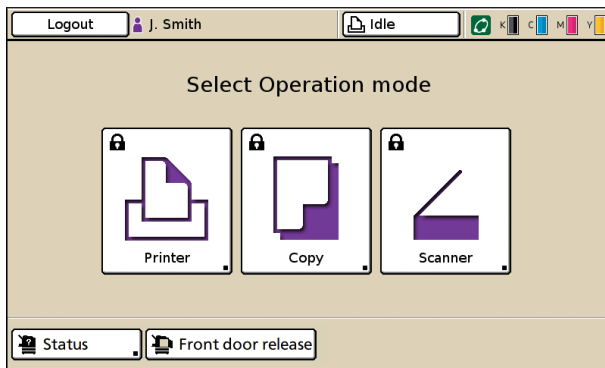 Logout J. Smith Idle K C M Y
Select Operation mode
Printer Copy Scanner
Status Front door release